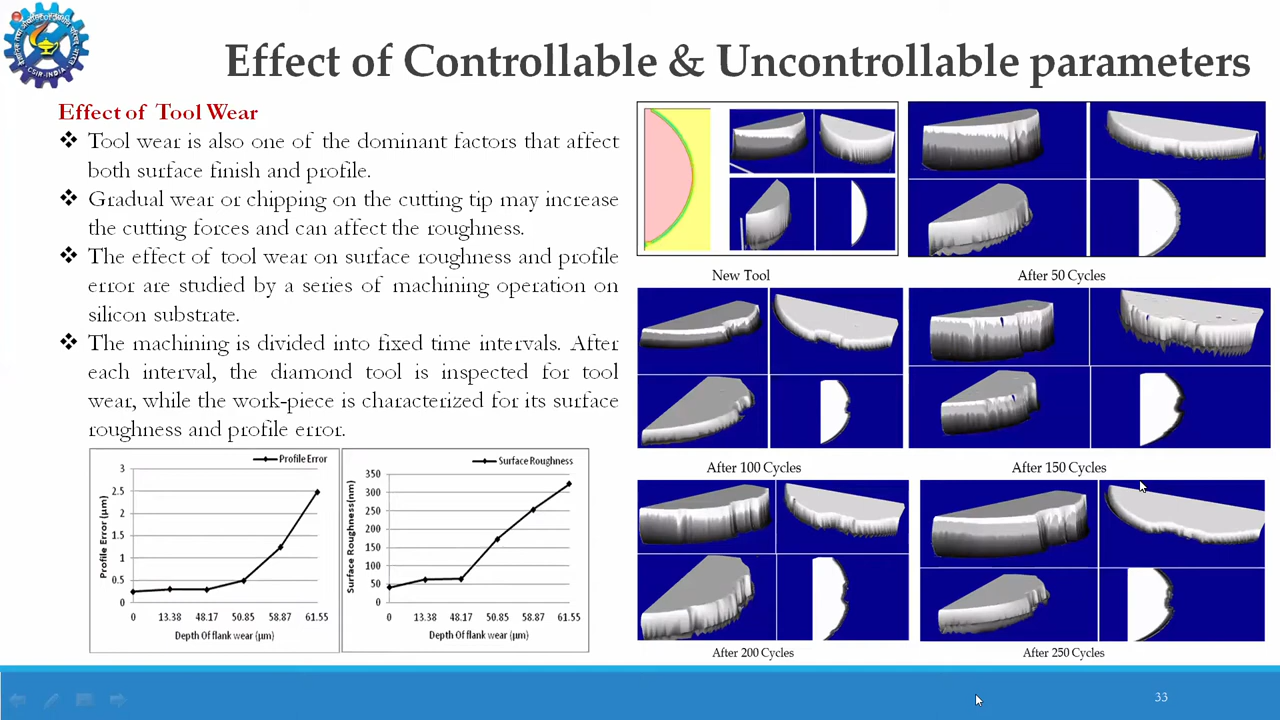 Effect of Controllable & Uncontrollable parameters
Effect of Tool Wear
❖ Tool wear is also one of the dominant factors that affect
both surface finish and profile.
❖ Gradual wear or chipping on the cutting tip may increase
the cutting forces and can affect the roughness.
❖ The effect of tool wear on surface roughness and profile
error are studied by a series of machining operation on
silicon substrate.
❖ The machining is divided into fixed time intervals. After
each interval, the diamond tool is inspected for tool
wear, while the work-piece is characterized for its surface
roughness and profile error.
Profile Error
3
2.5
2
1.5
1
0.5
0
Profile Error (µm)
0 13.38 48.17 50.85 58.87 61.55
Depth Of flank wear (µm)
Surface Roughness
350
300
250
200
150
100
50
0
Surface Roughness(nm)
0 13.38 48.17 50.85 58.87 61.55
Depth Of flank wear (µm)
New Tool
After 50 Cycles
After 100 Cycles
After 150 Cycles
After 200 Cycles
After 250 Cycles
CSIR-INDIA
33